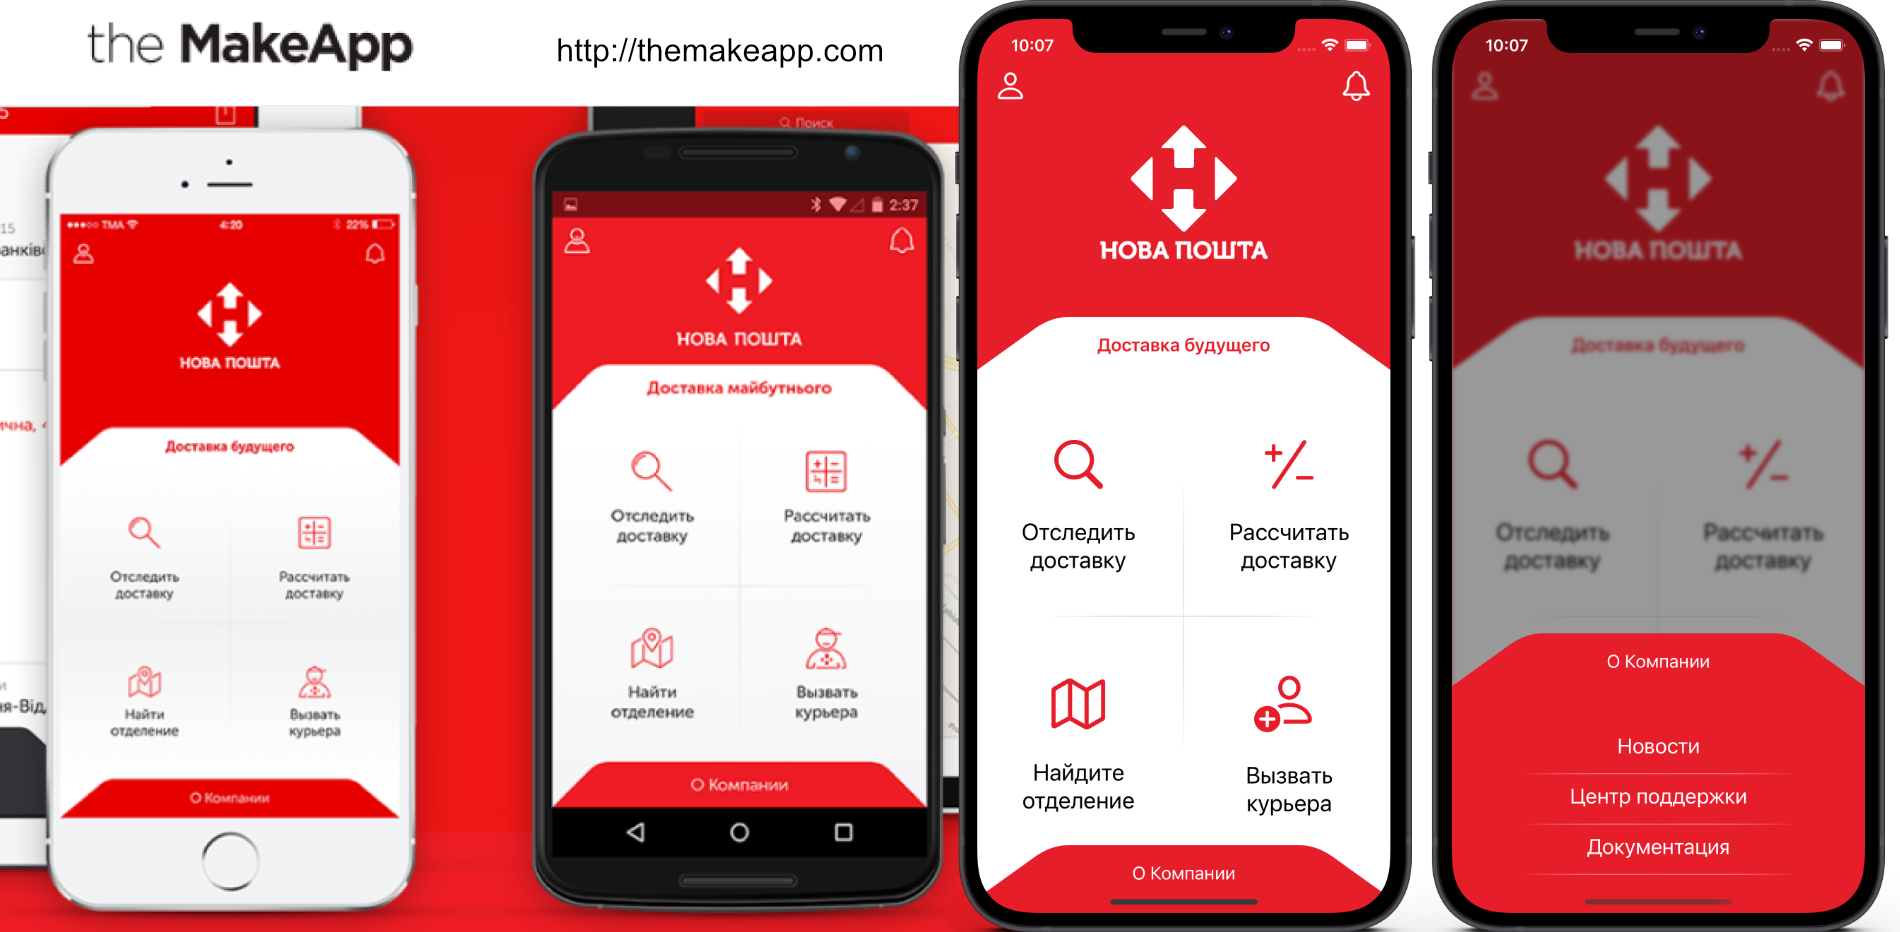 the MakeApp
http://themakeapp.com
15
ична, 4
TMA
4:20
22%
НОВА ПОШТА
Доставка будущего
Отследить
доставку
Рассчитать
доставку
Найти
отделение
Вызвать
курьера
О Компании
Поиск
2:37
НОВА ПОШТА
Доставка майбутнього
Отследить
доставку
Рассчитать
доставку
Найти
отделение
Вызвать
курьера
О Компании
10:07
НОВА ПОШТА
Доставка будущего
Отследить
доставку
Рассчитать
доставку
Найдите
отделение
Вызвать
курьера
О Компании
10:07
НОВА ПОШТА
Доставка будущего
Отследить
доставку
Рассчитать
доставку
О Компании
Новости
Центр поддержки
Документация